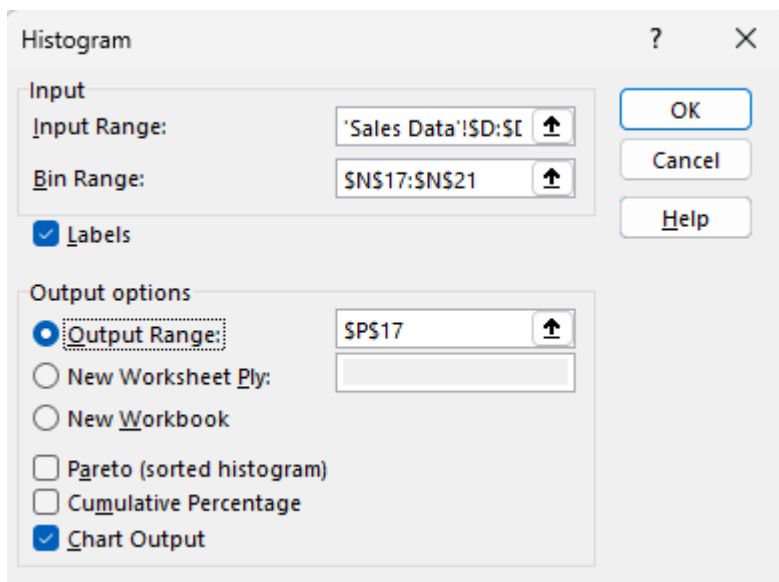 Histogram ?
Input
Input Range: 'Sales Data'!$D:$D
Bin Range: $N$17:$N$21
Labels
OK
Cancel
Help
Output options
Output Range: $P$17
New Worksheet Ply:
New Workbook
Pareto (sorted histogram)
Cumulative Percentage
Chart Output